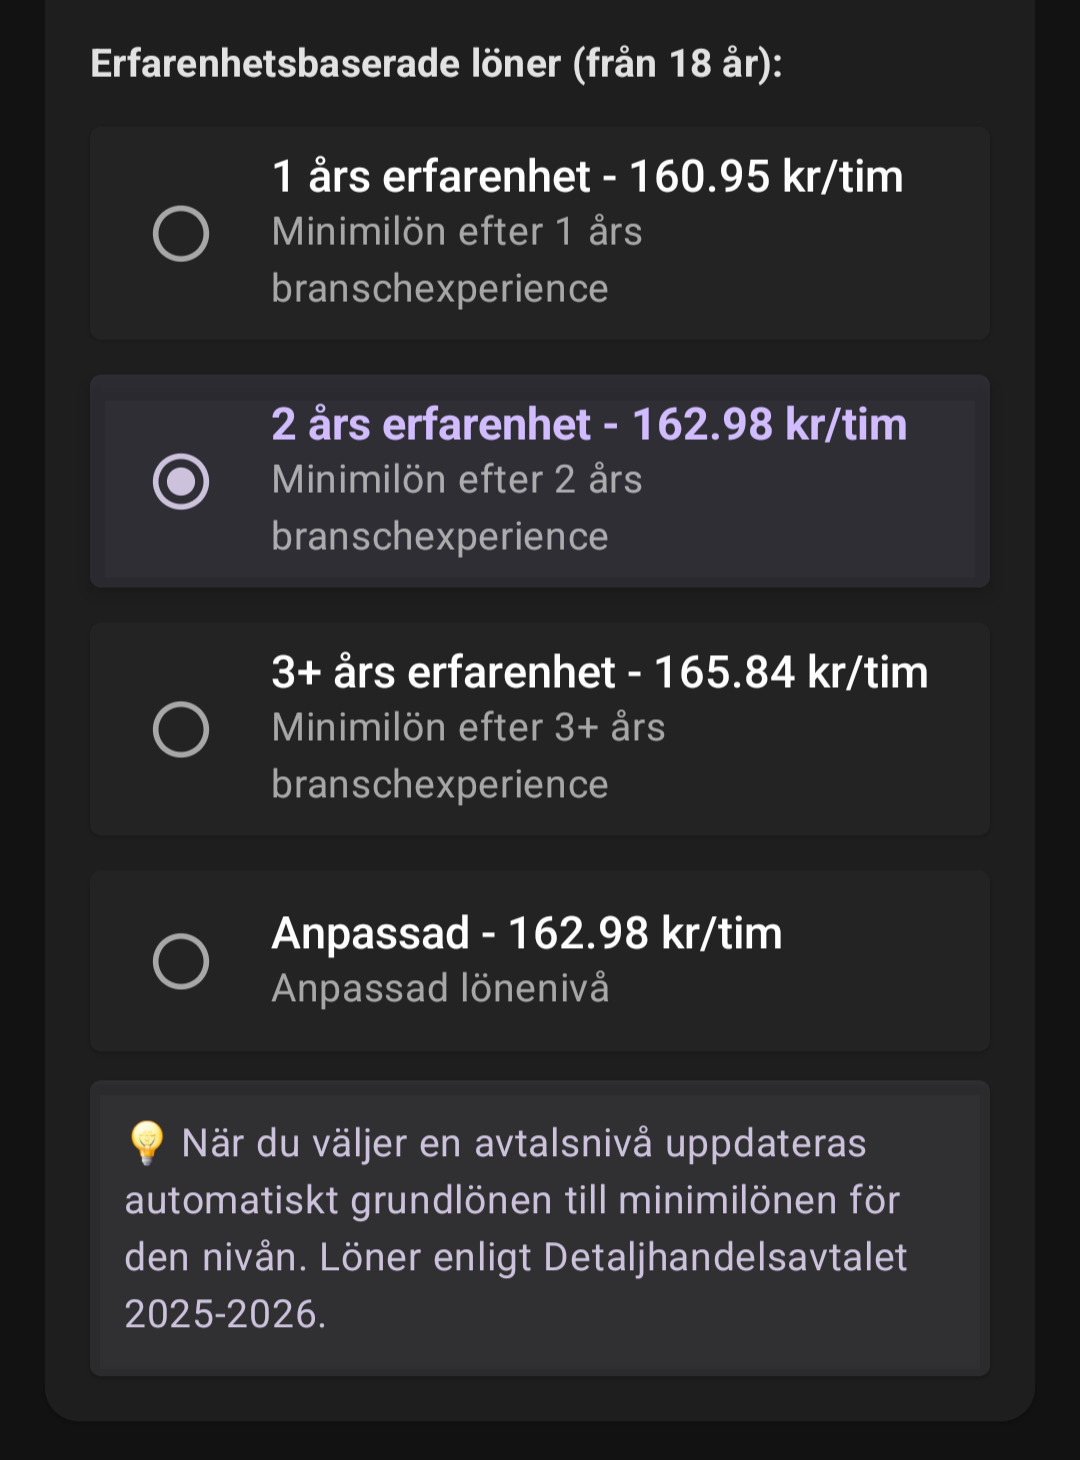 Erfarenhetsbaserade löner (från 18 år):
1 års erfarenhet - 160.95 kr/tim
Minimilön efter 1 års
branschexperience
2 års erfarenhet - 162.98 kr/tim
Minimilön efter 2 års
branschexperience
3+ års erfarenhet - 165.84 kr/tim
Minimilön efter 3+ års
branschexperience
Anpassad - 162.98 kr/tim
Anpassad lönenivå
💡 När du väljer en avtalsnivå uppdateras
automatiskt grundlönen till minimilönen för
den nivån. Löner enligt Detaljhandelsavtalet
2025-2026.